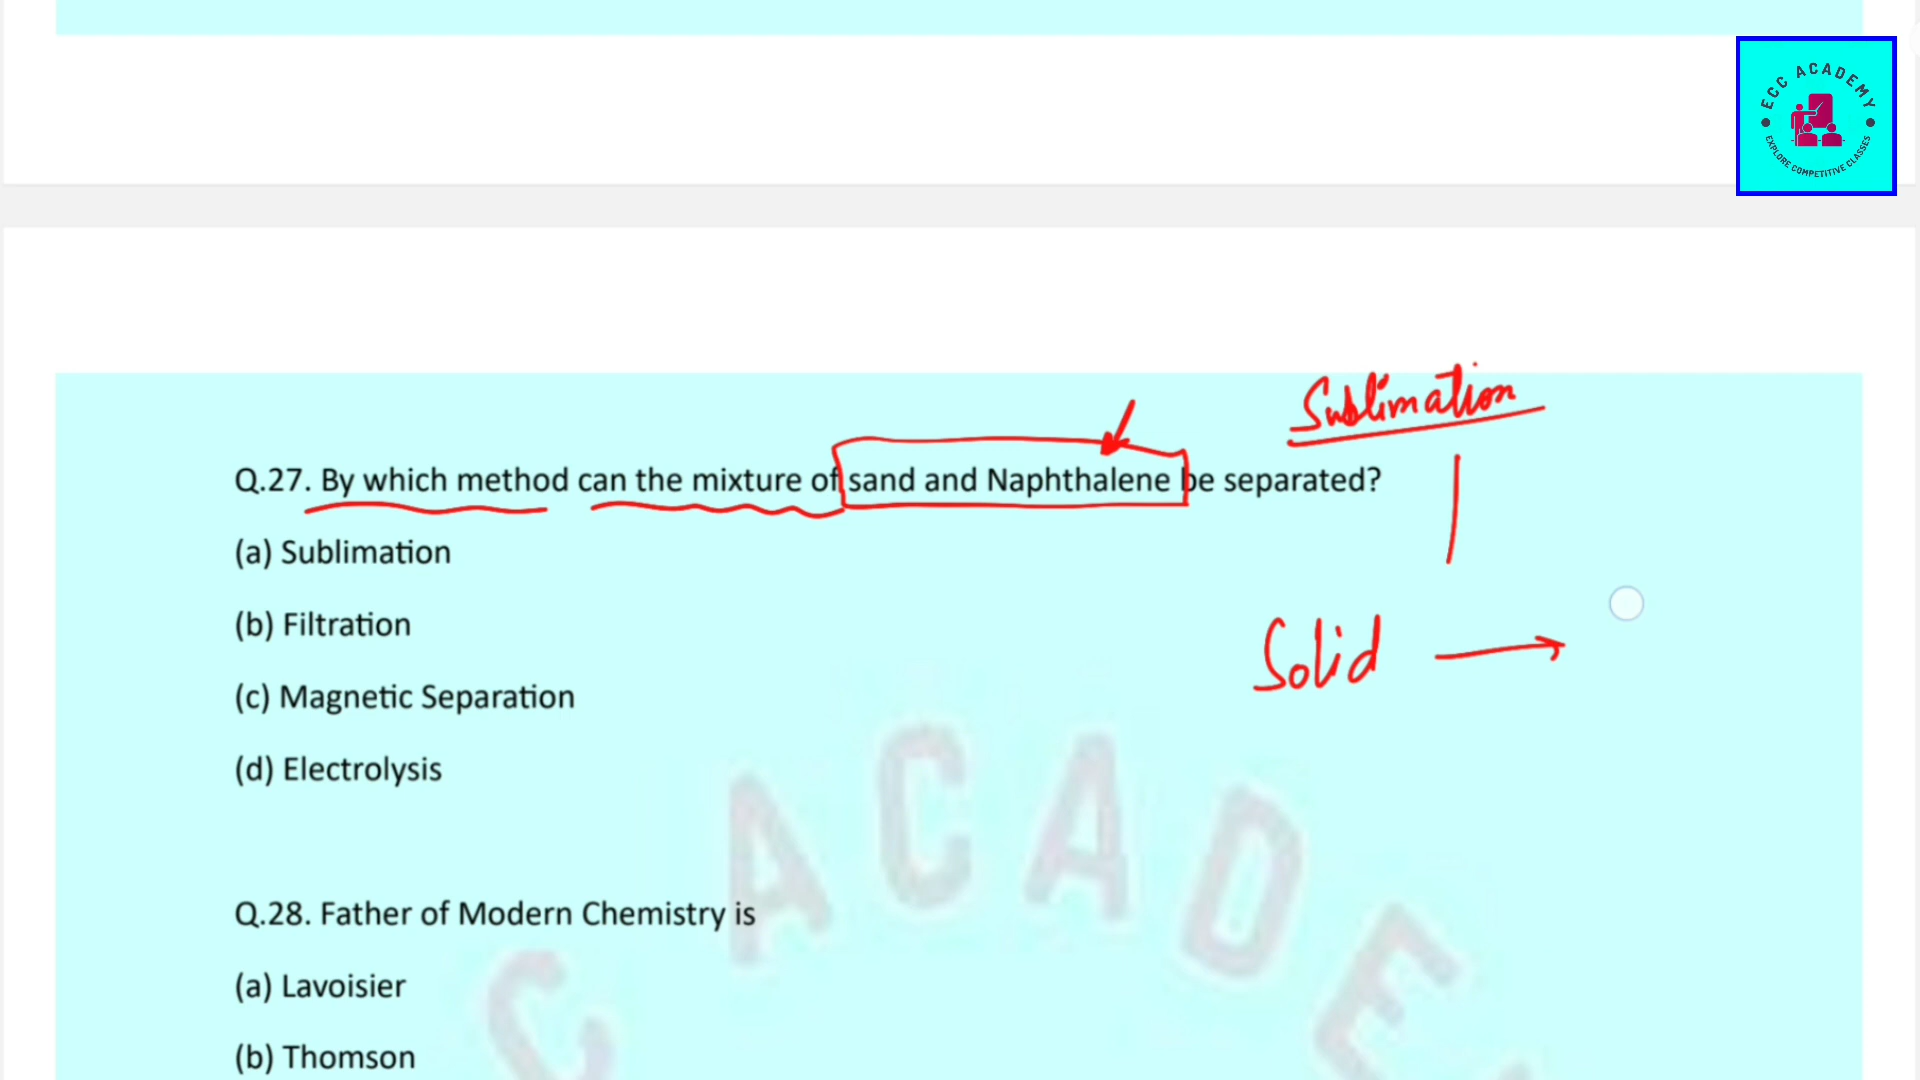 ECC ACADEMY
EXPLORE COMPETITIVE CLASSES
Sublimation
Q.27. By which method can the mixture of sand and Naphthalene be separated?
(a) Sublimation
(b) Filtration
Solid →
(c) Magnetic Separation
(d) Electrolysis
C ACADE
Q.28. Father of Modern Chemistry is
(a) Lavoisier
(b) Thomson